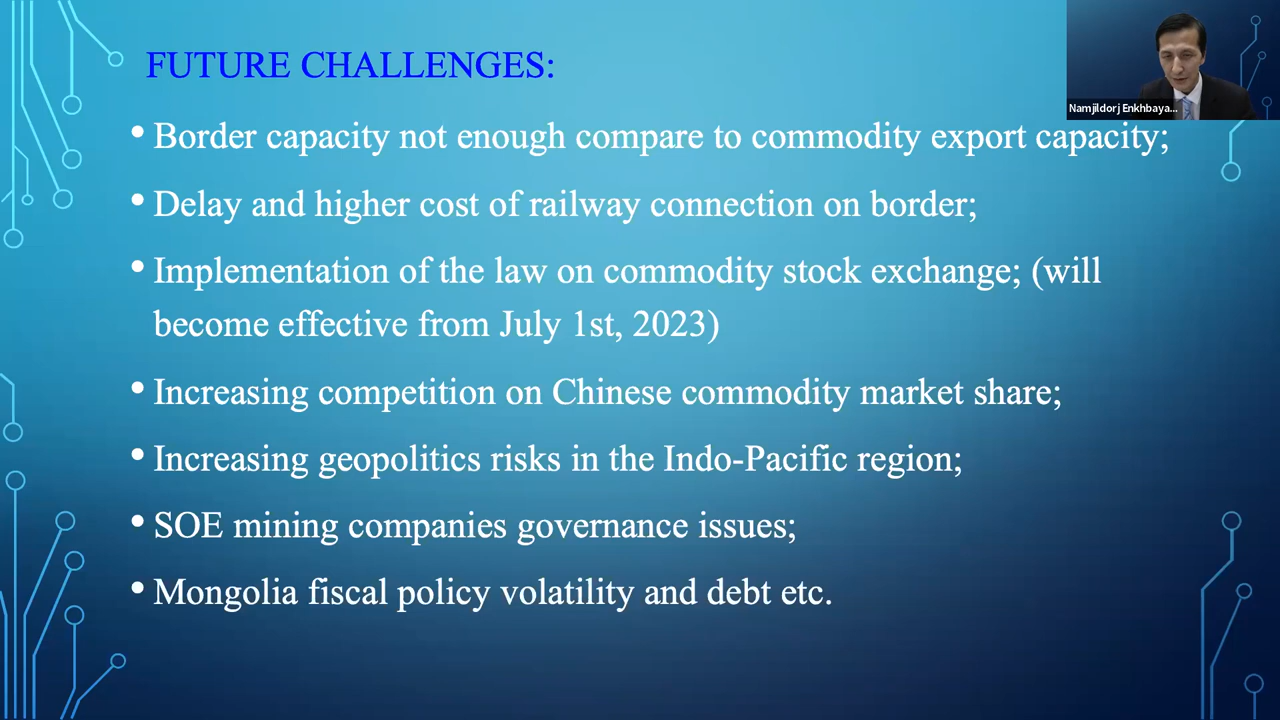 FUTURE CHALLENGES:
Namjildorj Enkhbaya...
• Border capacity not enough compare to commodity export capacity;
• Delay and higher cost of railway connection on border;
• Implementation of the law on commodity stock exchange; (will
become effective from July 1st, 2023)
• Increasing competition on Chinese commodity market share;
• Increasing geopolitics risks in the Indo-Pacific region;
• SOE mining companies governance issues;
• Mongolia fiscal policy volatility and debt etc.